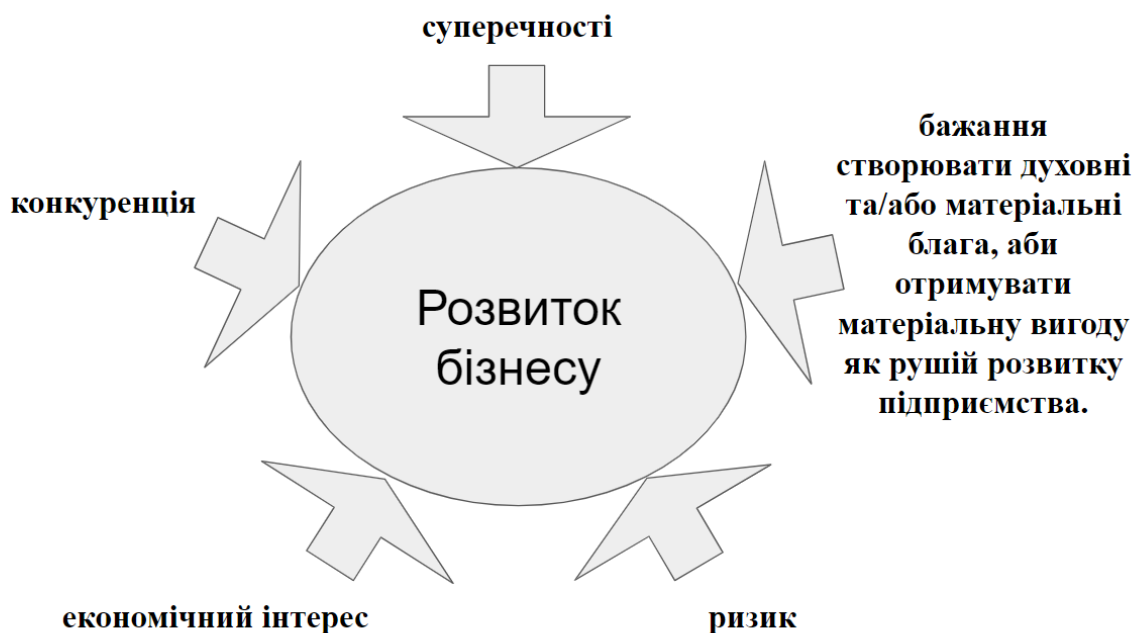 суперечності
конкуренція
бажання
створювати духовні
та/або матеріальні
блага, аби
отримувати
матеріальну вигоду
як рушій розвитку
підприємства.
Розвиток
бізнесу
економічний інтерес
ризик